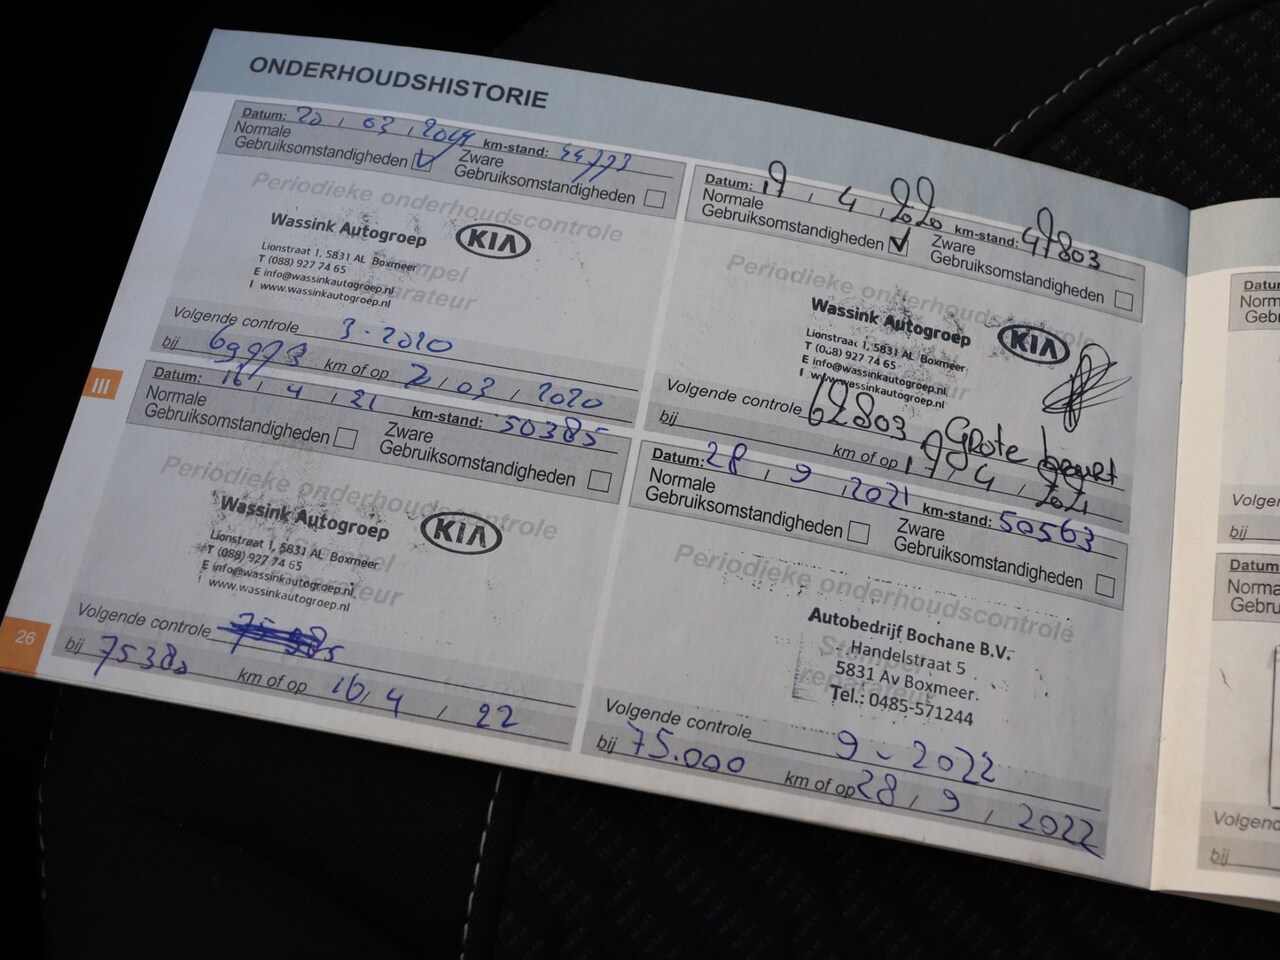 ONDERHOUDSHISTORIE
Datum: 20 / 03 / 2019 km-stand: 44773
Normale Gebruiksomstandigheden Zware Gebruiksomstandigheden
Periodieke onderhoudscontrole
Wassink Autogroep KIA
Lionstraat 1, 5831 AL Boxmeer
T (088) 927 74 65
E info@wassinkautogroep.nl
I www.wassinkautogroep.nl
Volgende controle 3-2020
bij km of op 2/03/2020
Datum: 17 / 4 / 2020 km-stand: 47803
Normale Gebruiksomstandigheden Zware Gebruiksomstandigheden
Periodieke onderhoudscontrole
Wassink Autogroep KIA
Lionstraat 1, 5831 AL Boxmeer
T (088) 927 74 65
E info@wassinkautogroep.nl
I www.wassinkautogroep.nl
Volgende controle 62803 Grote beurt
bij km of op 17/4/2021
III
Datum: 16 / 4 / 21 km-stand: 50385
Normale Gebruiksomstandigheden Zware Gebruiksomstandigheden
Periodieke onderhoudscontrole
Wassink Autogroep KIA
Lionstraat 1, 5831 AL Boxmeer
T (088) 927 74 65
E info@wassinkautogroep.nl
I www.wassinkautogroep.nl
Volgende controle
bij 75380 km of op 16/4/22
Datum: 28 / 9 / 2021 km-stand: 50563
Normale Gebruiksomstandigheden Zware Gebruiksomstandigheden
Periodieke onderhoudscontrole
Stempel reparateur
Autobedrijf Bochane B.V.
Handelstraat 5
5831 Av Boxmeer.
Tel.: 0485-571244
Volgende controle 9-2022
bij 75.000 km of op 28/9/2022
26